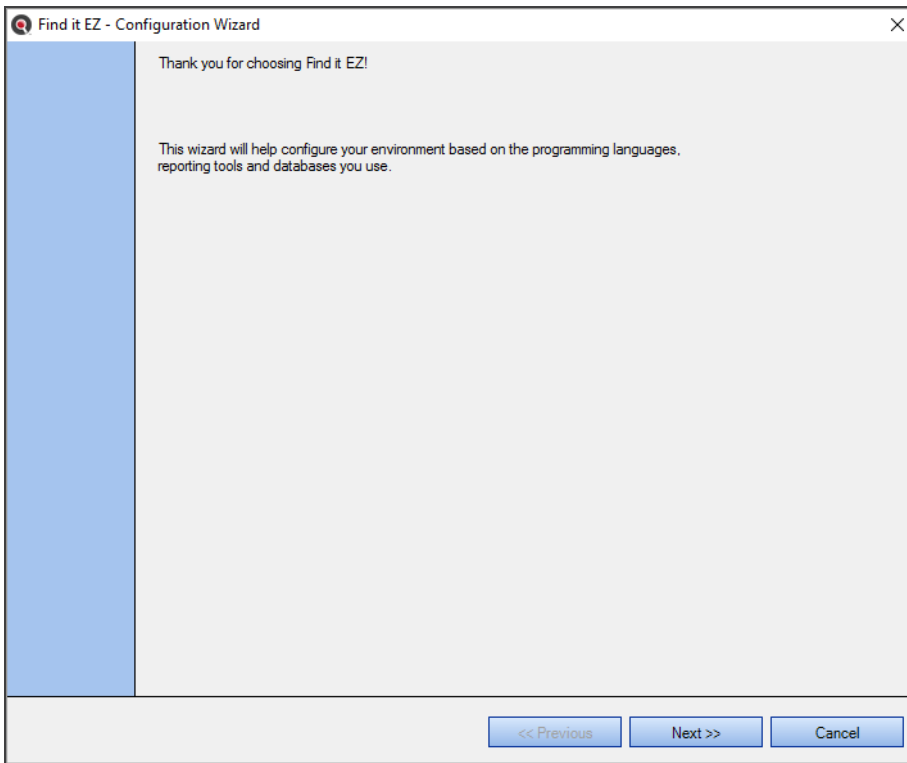 Find it EZ - Configuration Wizard
Thank you for choosing Find it EZ!
This wizard will help configure your environment based on the programming languages,
reporting tools and databases you use.
<< Previous
Next >>
Cancel